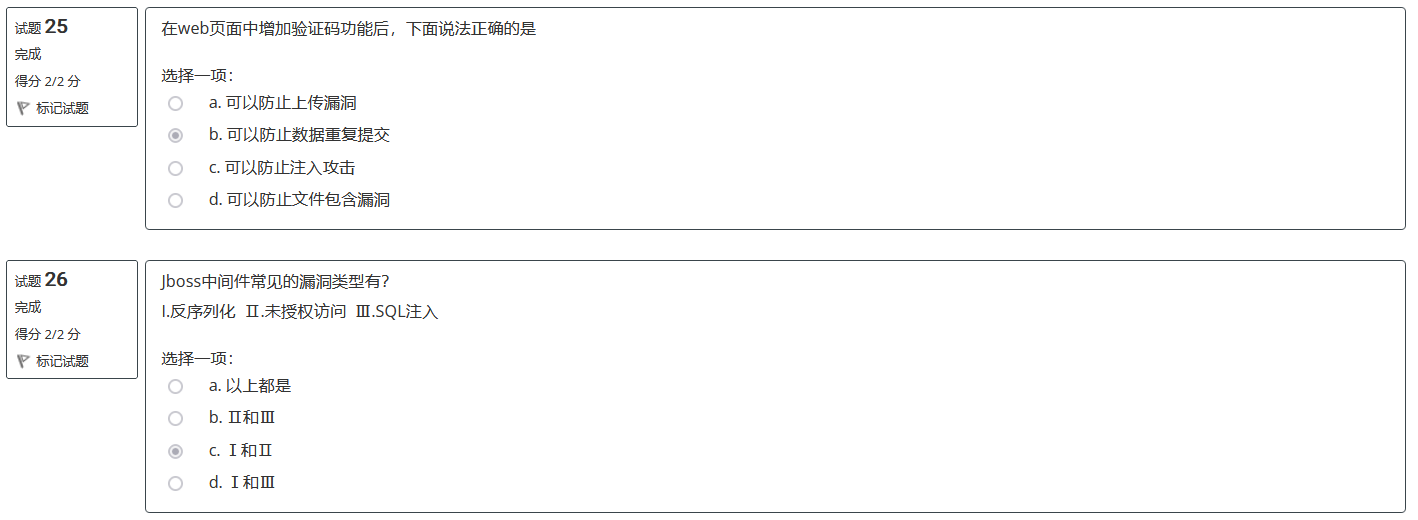 试题 25
完成
得分 2/2 分
标记试题
在web页面中增加验证码功能后，下面说法正确的是
选择一项：
a. 可以防止上传漏洞
b. 可以防止数据重复提交
c. 可以防止注入攻击
d. 可以防止文件包含漏洞
试题 26
完成
得分 2/2 分
标记试题
Jboss中间件常见的漏洞类型有?
I.反序列化 Ⅱ.未授权访问 Ⅲ.SQL注入
选择一项：
a. 以上都是
b. Ⅱ和Ⅲ
c. Ⅰ和Ⅱ
d. Ⅰ和Ⅲ